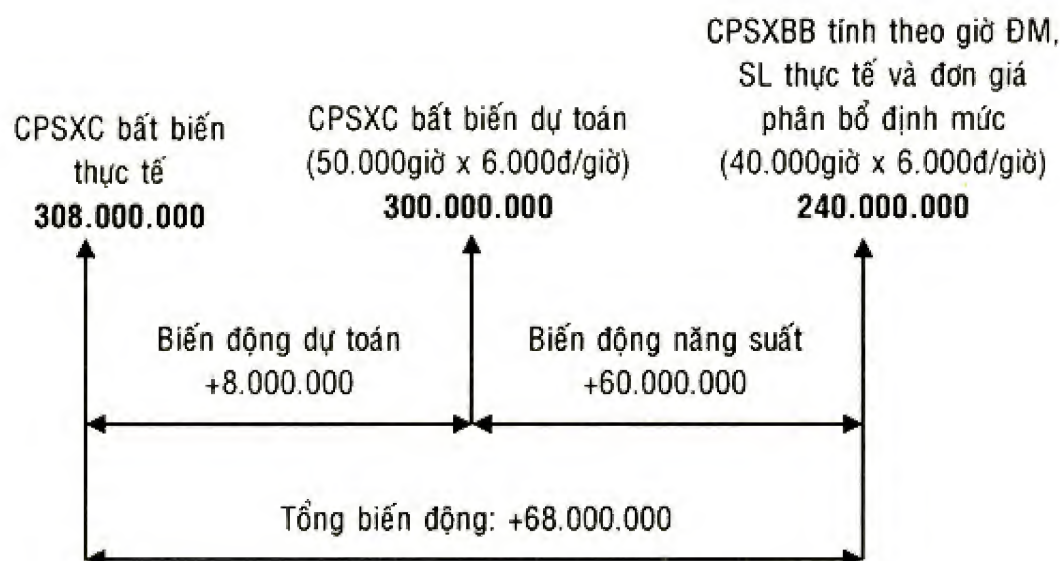 CPSXC bất biến
thực tế
308.000.000
CPSXC bất biến dự toán
(50.000giờ x 6.000đ/giờ)
300.000.000
CPSXBB tính theo giờ ĐM,
SL thực tế và đơn giá
phân bổ định mức
(40.000giờ x 6.000đ/giờ)
240.000.000
Biến động dự toán
+8.000.000
Biến động năng suất
+60.000.000
Tổng biến động: +68.000.000